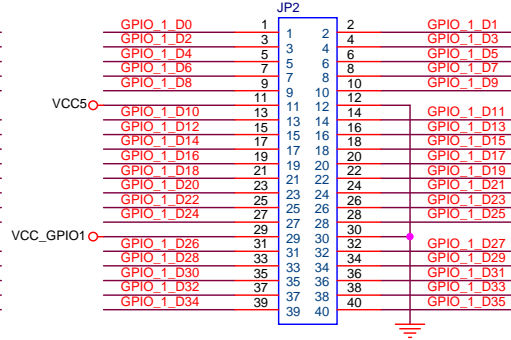 JP2
GPIO_1_D0 1 1 2 2 GPIO_1_D1
GPIO_1_D2 3 3 4 4 GPIO_1_D3
GPIO_1_D4 5 5 6 6 GPIO_1_D5
GPIO_1_D6 7 7 8 8 GPIO_1_D7
GPIO_1_D8 9 9 10 10 GPIO_1_D9
VCC5 11 11 12 12
GPIO_1_D10 13 13 14 14 GPIO_1_D11
GPIO_1_D12 15 15 16 16 GPIO_1_D13
GPIO_1_D14 17 17 18 18 GPIO_1_D15
GPIO_1_D16 19 19 20 20 GPIO_1_D17
GPIO_1_D18 21 21 22 22 GPIO_1_D19
GPIO_1_D20 23 23 24 24 GPIO_1_D21
GPIO_1_D22 25 25 26 26 GPIO_1_D23
GPIO_1_D24 27 27 28 28 GPIO_1_D25
VCC_GPIO1 29 29 30 30
GPIO_1_D26 31 31 32 32 GPIO_1_D27
GPIO_1_D28 33 33 34 34 GPIO_1_D29
GPIO_1_D30 35 35 36 36 GPIO_1_D31
GPIO_1_D32 37 37 38 38 GPIO_1_D33
GPIO_1_D34 39 39 40 40 GPIO_1_D35